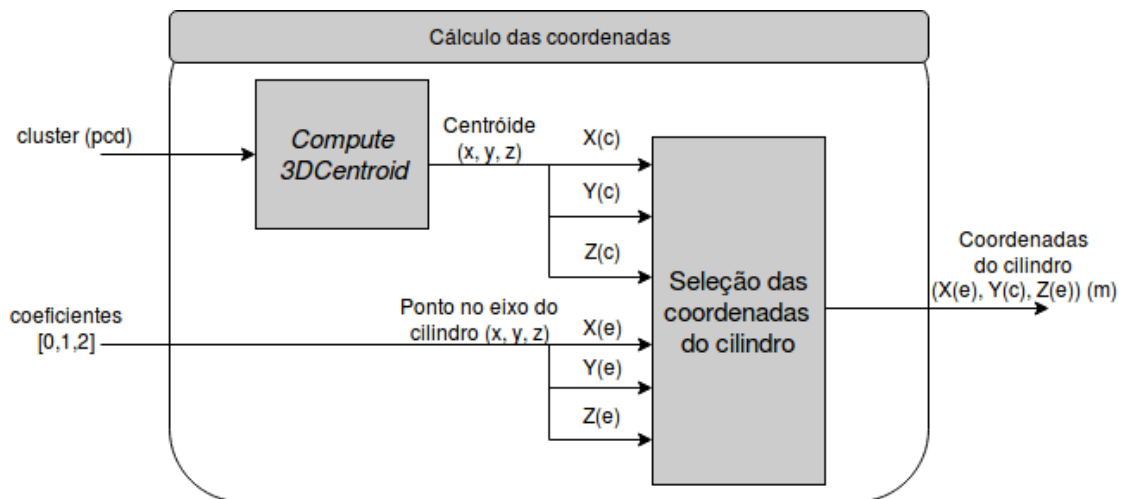 Cálculo das coordenadas
cluster (pcd)
Compute
3DCentroid
Centróide
(x, y, z)
X(c)
Y(c)
Z(c)
coeficientes
[0,1,2]
Ponto no eixo do
cilindro (x, y, z)
X(e)
Y(e)
Z(e)
Seleção das
coordenadas
do cilindro
Coordenadas
do cilindro
(X(e), Y(c), Z(e)) (m)